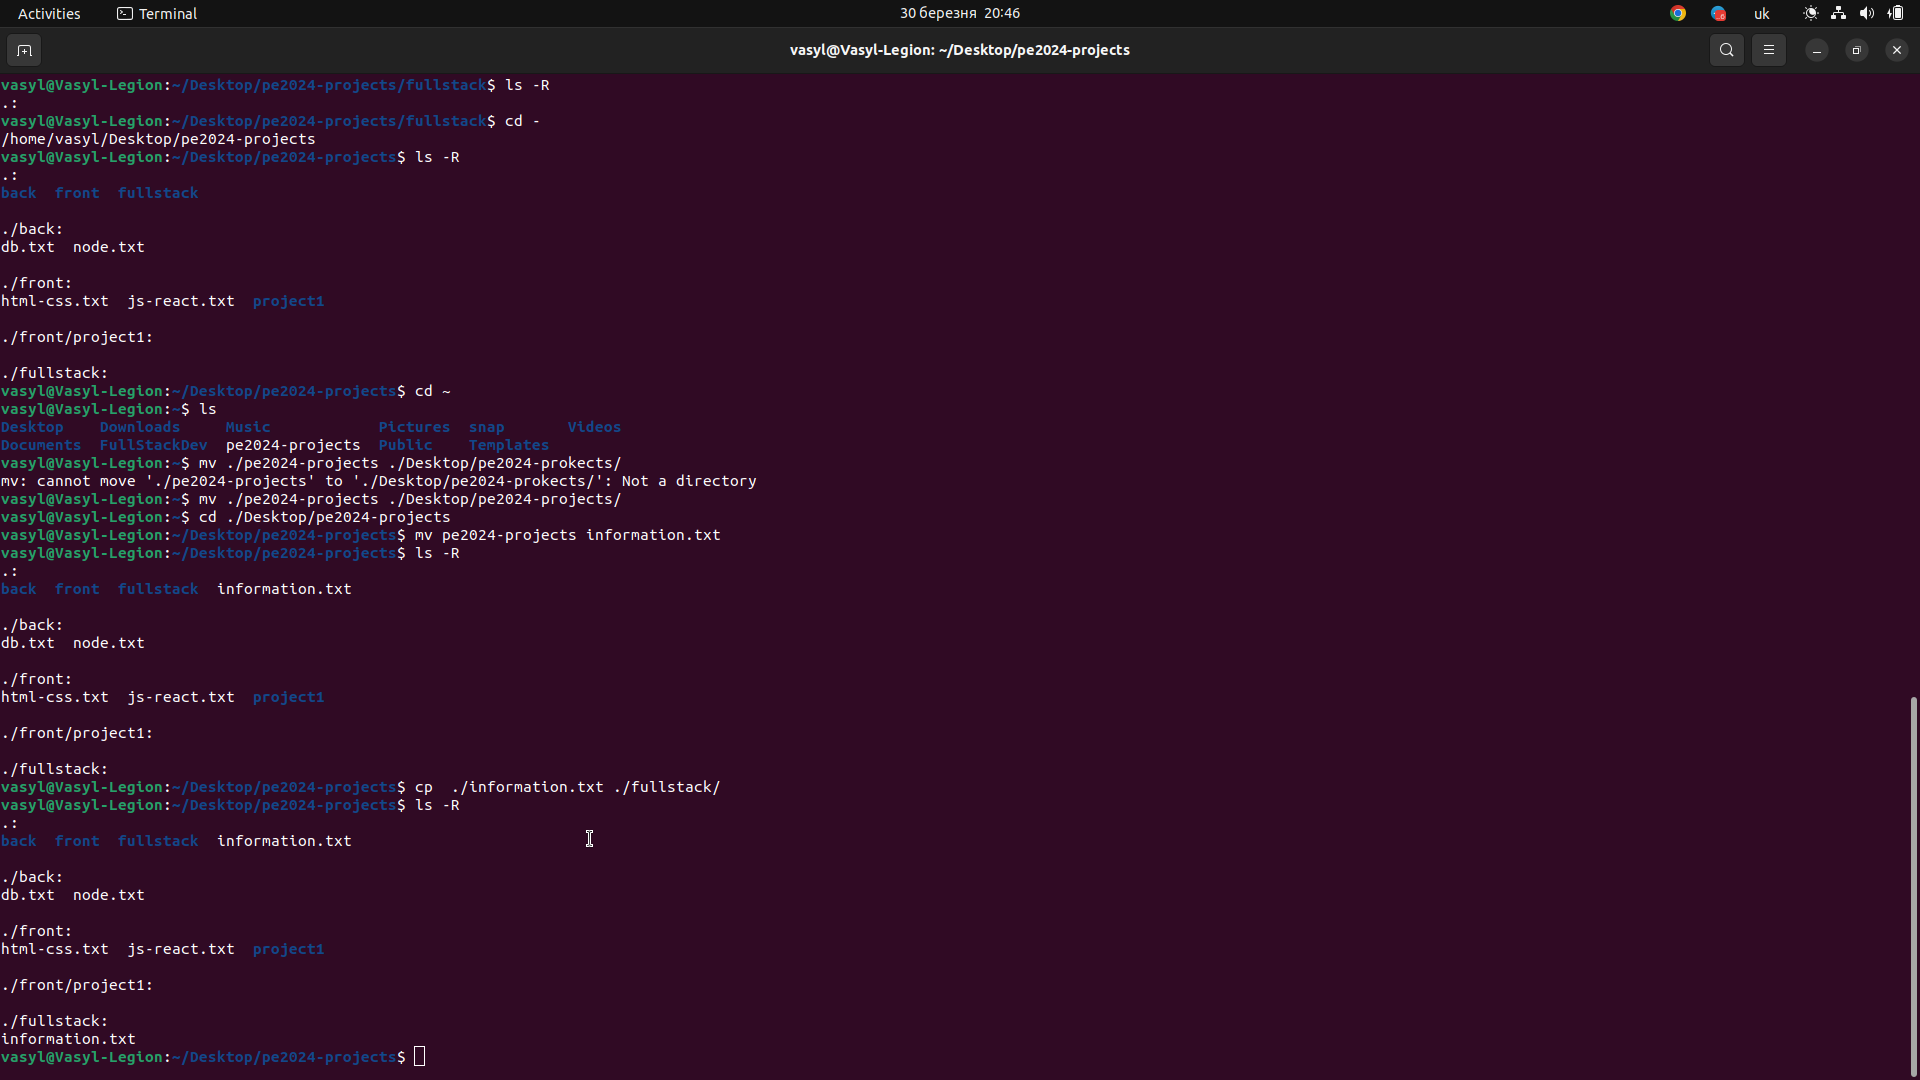 Activities Terminal 30 березня 20:46 uk
vasyl@Vasyl-Legion: ~/Desktop/pe2024-projects
vasyl@Vasyl-Legion:~/Desktop/pe2024-projects/fullstack$ ls -R
.:
vasyl@Vasyl-Legion:~/Desktop/pe2024-projects/fullstack$ cd -
/home/vasyl/Desktop/pe2024-projects
vasyl@Vasyl-Legion:~/Desktop/pe2024-projects$ ls -R
.:
back  front  fullstack

./back:
db.txt  node.txt

./front:
html-css.txt  js-react.txt  project1

./front/project1:

./fullstack:
vasyl@Vasyl-Legion:~/Desktop/pe2024-projects$ cd ~
vasyl@Vasyl-Legion:~$ ls
Desktop    Downloads     Music            Pictures  snap       Videos
Documents  FullStackDev  pe2024-projects  Public    Templates
vasyl@Vasyl-Legion:~$ mv ./pe2024-projects ./Desktop/pe2024-prokects/
mv: cannot move './pe2024-projects' to './Desktop/pe2024-prokects/': Not a directory
vasyl@Vasyl-Legion:~$ mv ./pe2024-projects ./Desktop/pe2024-projects/
vasyl@Vasyl-Legion:~$ cd ./Desktop/pe2024-projects
vasyl@Vasyl-Legion:~/Desktop/pe2024-projects$ mv pe2024-projects information.txt
vasyl@Vasyl-Legion:~/Desktop/pe2024-projects$ ls -R
.:
back  front  fullstack  information.txt

./back:
db.txt  node.txt

./front:
html-css.txt  js-react.txt  project1

./front/project1:

./fullstack:
vasyl@Vasyl-Legion:~/Desktop/pe2024-projects$ cp  ./information.txt ./fullstack/
vasyl@Vasyl-Legion:~/Desktop/pe2024-projects$ ls -R
.:
back  front  fullstack  information.txt

./back:
db.txt  node.txt

./front:
html-css.txt  js-react.txt  project1

./front/project1:

./fullstack:
information.txt
vasyl@Vasyl-Legion:~/Desktop/pe2024-projects$